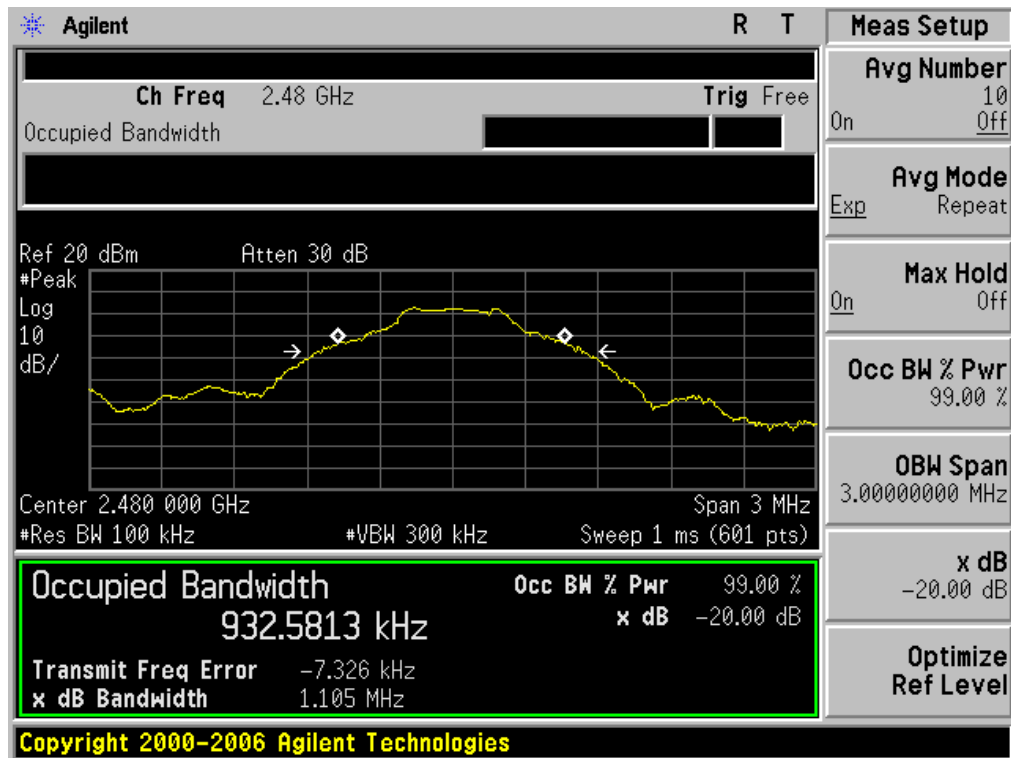 Agilent R T
Ch Freq 2.48 GHz Trig Free
Occupied Bandwidth
Ref 20 dBm Atten 30 dB
#Peak
Log
10
dB/
Center 2.480 000 GHz Span 3 MHz
#Res BW 100 kHz #VBW 300 kHz Sweep 1 ms (601 pts)
Occupied Bandwidth Occ BW % Pwr 99.00 %
932.5813 kHz x dB -20.00 dB
Transmit Freq Error -7.326 kHz
x dB Bandwidth 1.105 MHz
Copyright 2000-2006 Agilent Technologies
Meas Setup
Avg Number
10
On Off
Avg Mode
Exp Repeat
Max Hold
On Off
Occ BW % Pwr
99.00 %
OBW Span
3.00000000 MHz
x dB
-20.00 dB
Optimize
Ref Level